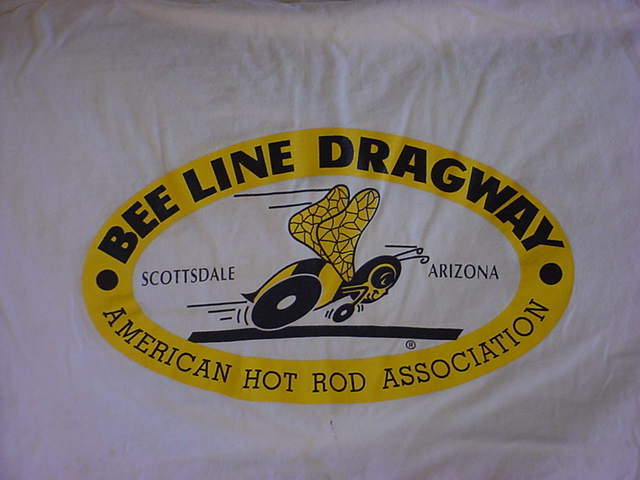 BEE LINE DRAGWAY
SCOTTSDALE
ARIZONA
®
AMERICAN HOT ROD ASSOCIATION